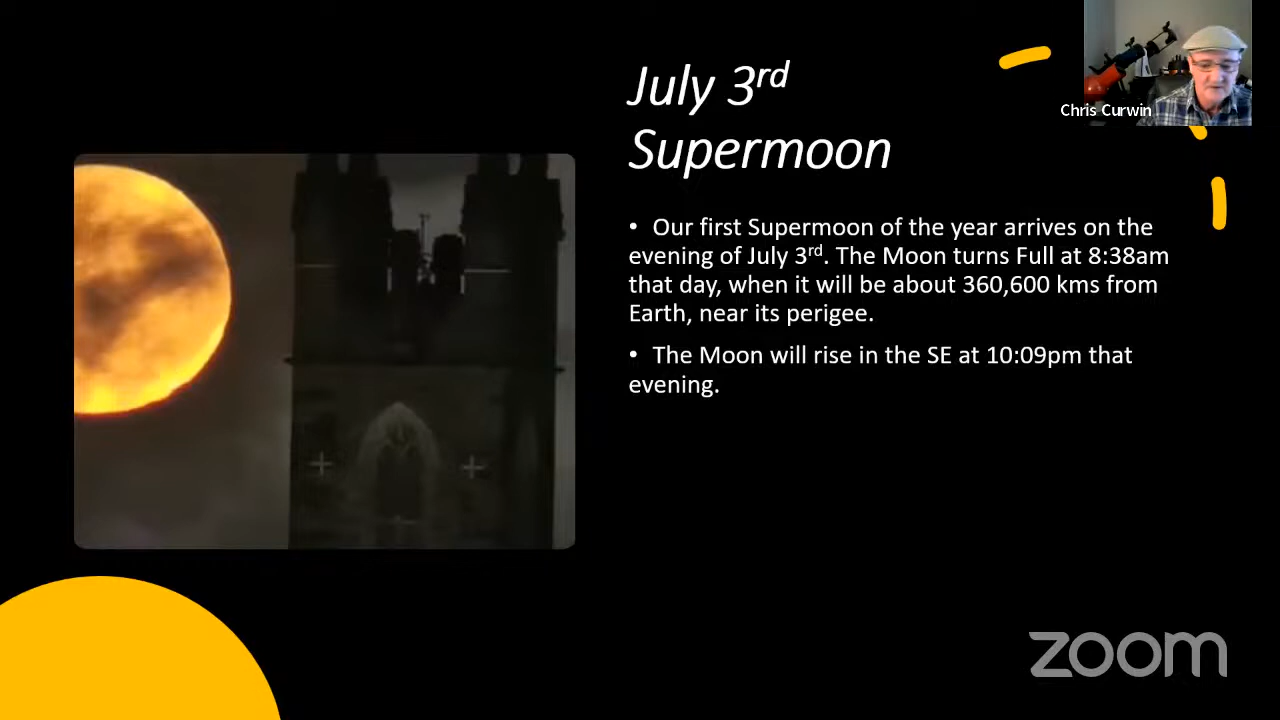 July 3rd
Supermoon
Chris Curwin
• Our first Supermoon of the year arrives on the
evening of July 3rd. The Moon turns Full at 8:38am
that day, when it will be about 360,600 kms from
Earth, near its perigee.
• The Moon will rise in the SE at 10:09pm that
evening.
zoom